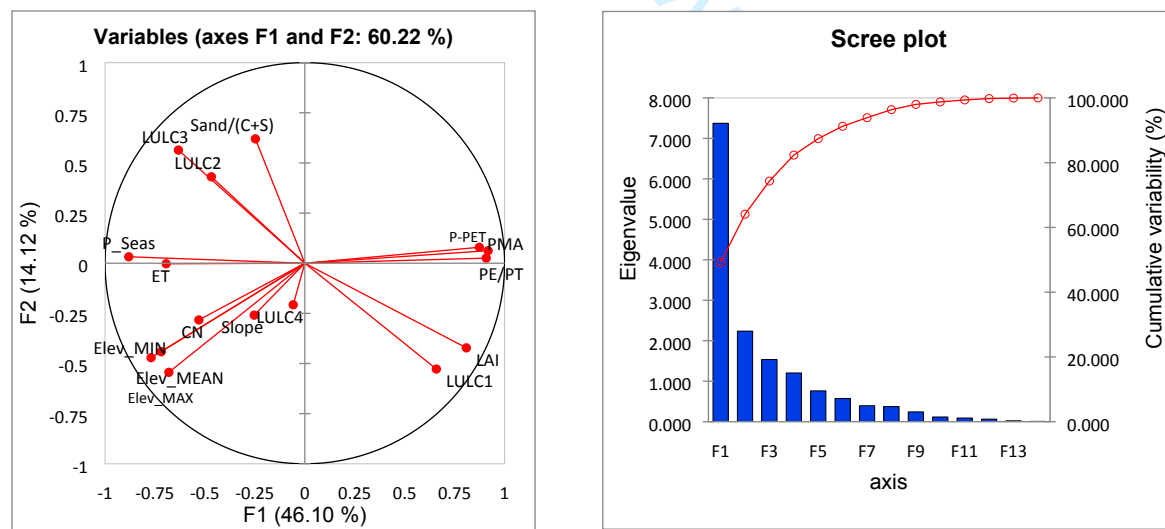 Variables (axes F1 and F2: 60.22 %)
1
0.75
0.5
0.25
0
-0.25
-0.5
-0.75
-1
F2 (14.12 %)
LULC3
Sand/(C+S)
LULC2
P_Seas
ET
P-PET
PMA
PE/PT
CN
Slope
LULC4
Elev_MIN
Elev_MEAN
Elev_MAX
LAI
LULC1
-1 -0.75 -0.5 -0.25 0 0.25 0.5 0.75 1
F1 (46.10 %)
Scree plot
8.000
7.000
6.000
5.000
4.000
3.000
2.000
1.000
0.000
Eigenvalue
100.000
80.000
60.000
40.000
20.000
0.000
Cumulative variability (%)
F1 F3 F5 F7 F9 F11 F13
axis